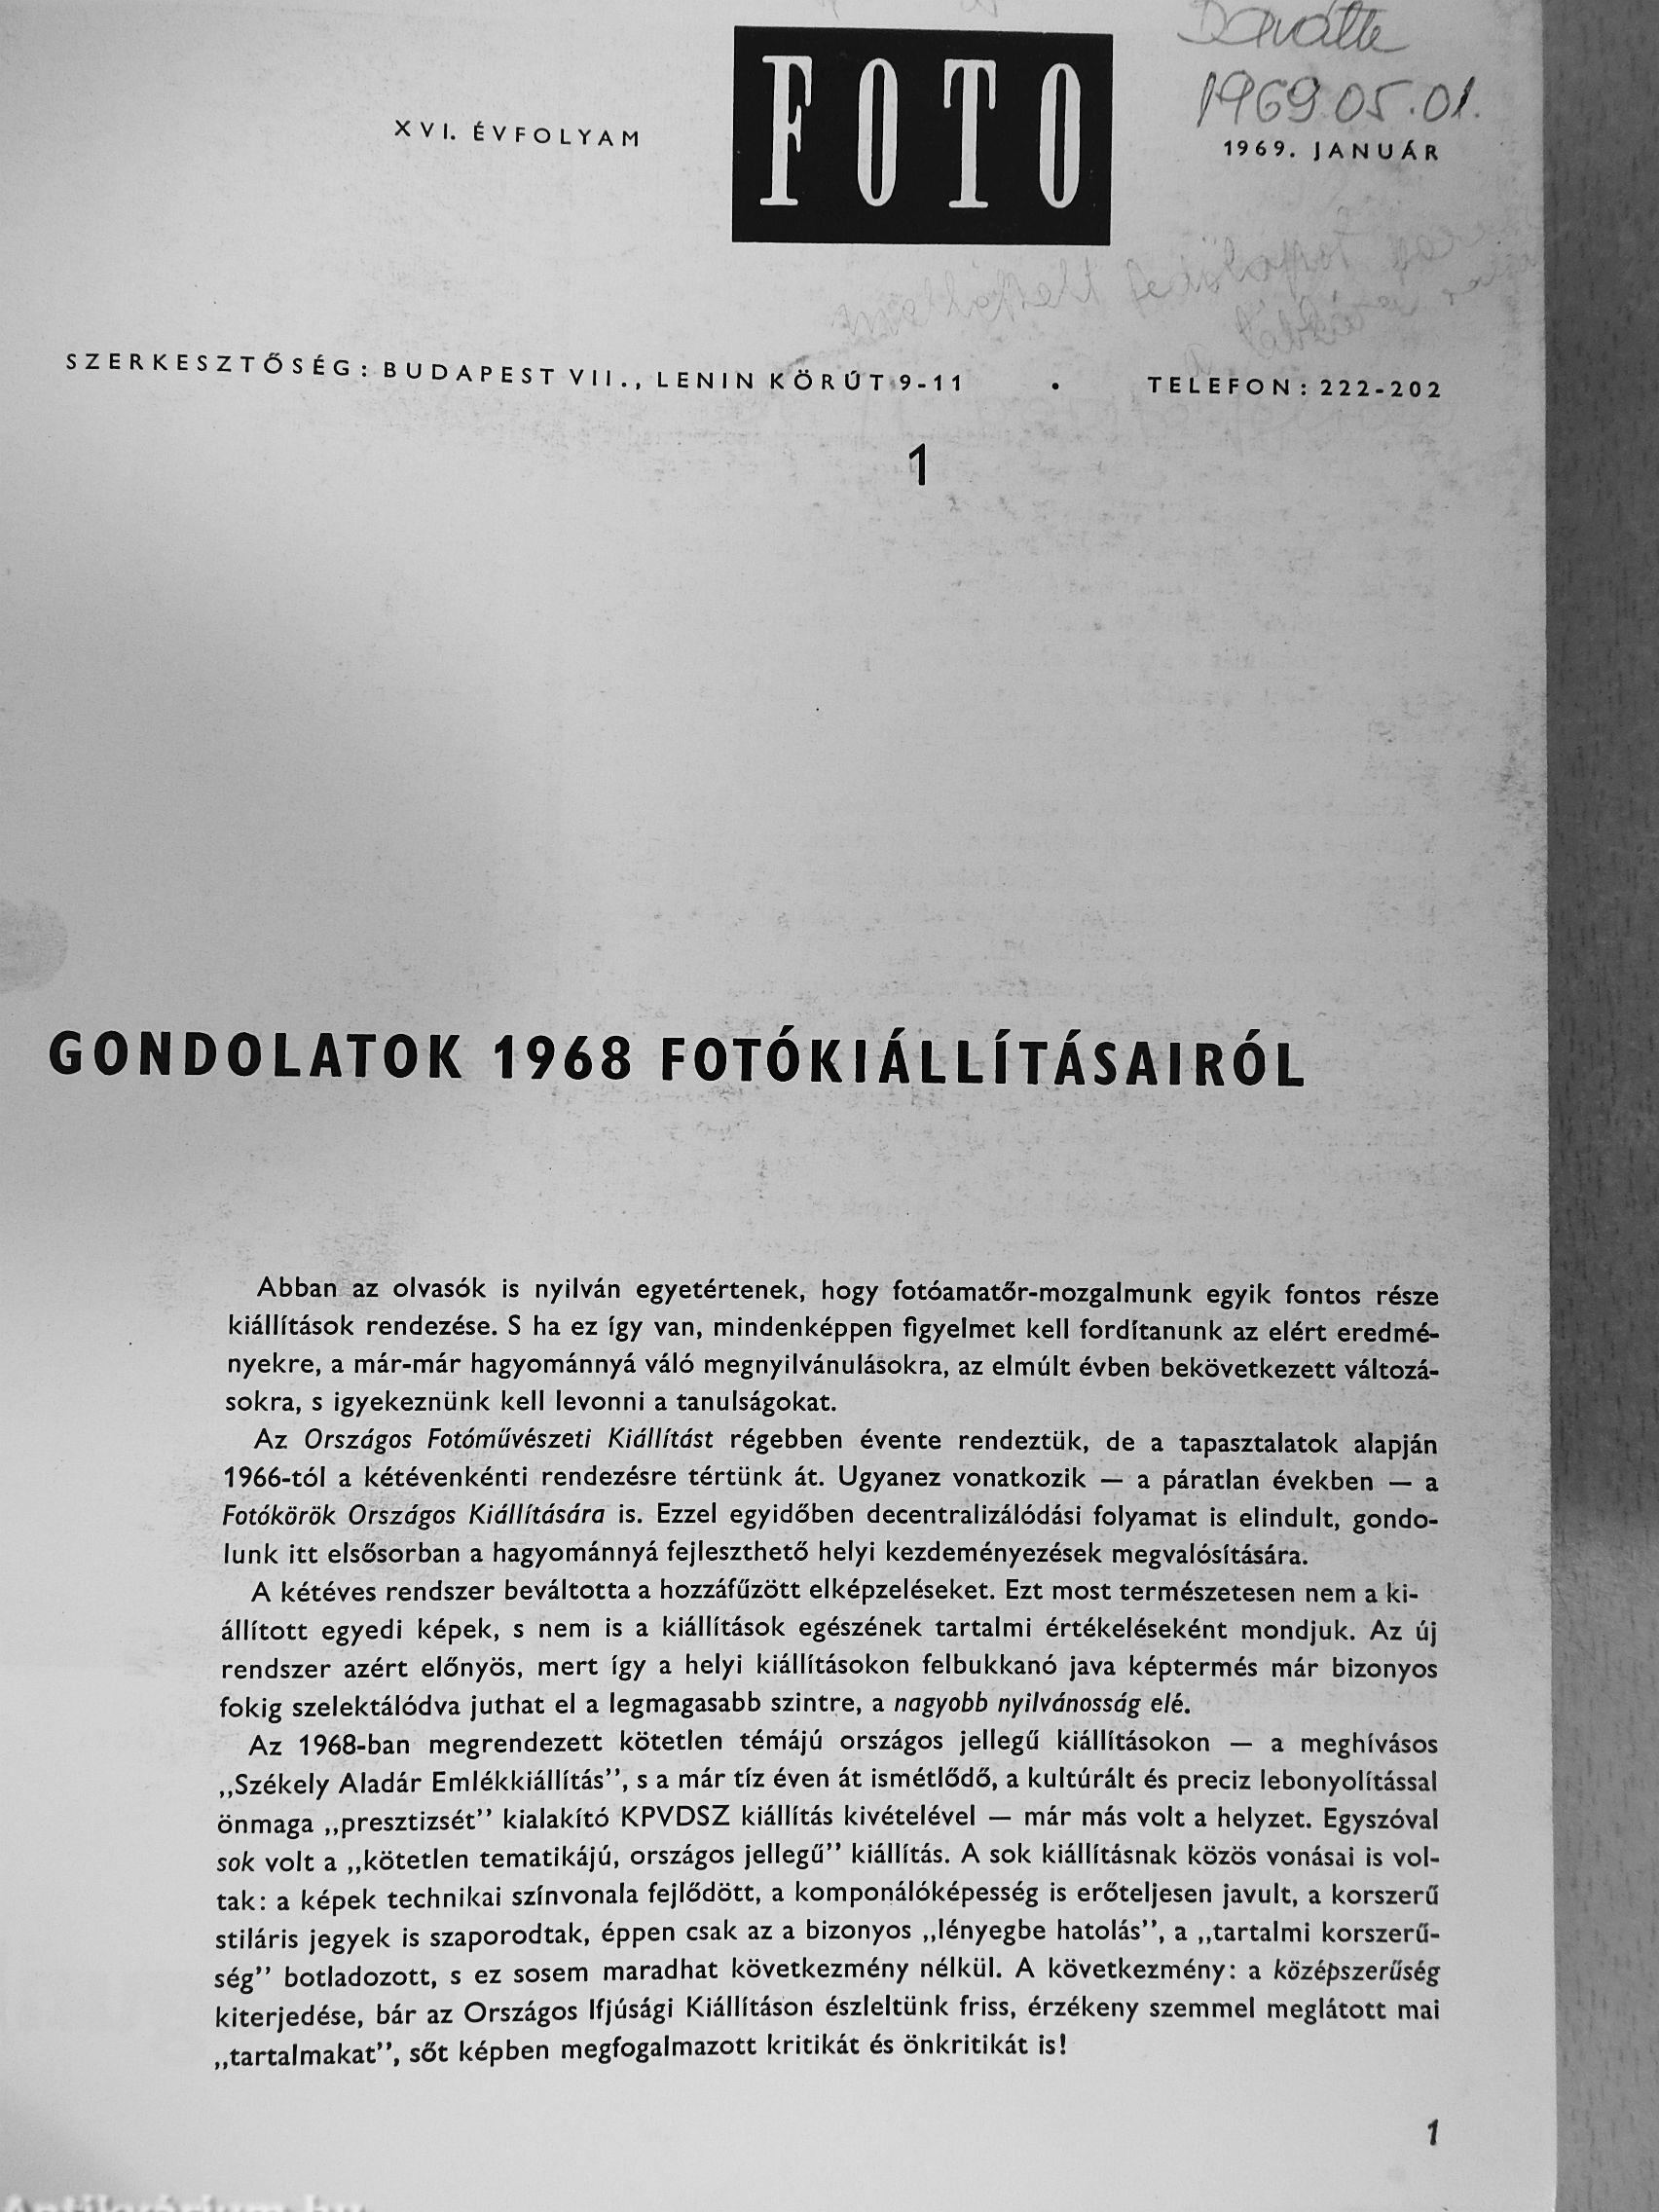 1969.05.01.
XVI. ÉVFOLYAM
FOTO
1969. JANUÁR
SZERKESZTŐSÉG: BUDAPEST VII., LENIN KÖRÚT 9-11 • TELEFON: 222-202
1
GONDOLATOK 1968 FOTÓKIÁLLÍTÁSAIRÓL
Abban az olvasók is nyilván egyetértenek, hogy fotóamatőr-mozgalmunk egyik fontos része
kiállítások rendezése. S ha ez így van, mindenképpen figyelmet kell fordítanunk az elért eredmé-
nyekre, a már-már hagyománnyá váló megnyilvánulásokra, az elmúlt évben bekövetkezett változá-
sokra, s igyekeznünk kell levonni a tanulságokat.
Az Országos Fotóművészeti Kiállítást régebben évente rendeztük, de a tapasztalatok alapján
1966-tól a kétévenkénti rendezésre tértünk át. Ugyanez vonatkozik — a páratlan években — a
Fotókörök Országos Kiállítására is. Ezzel egyidőben decentralizálódási folyamat is elindult, gondo-
lunk itt elsősorban a hagyománnyá fejleszthető helyi kezdeményezések megvalósítására.
A kétéves rendszer beváltotta a hozzáfűzött elképzeléseket. Ezt most természetesen nem a ki-
állított egyedi képek, s nem is a kiállítások egészének tartalmi értékeléseként mondjuk. Az új
rendszer azért előnyös, mert így a helyi kiállításokon felbukkanó java képtermés már bizonyos
fokig szelektálódva juthat el a legmagasabb szintre, a nagyobb nyilvánosság elé.
Az 1968-ban megrendezett kötetlen témájú országos jellegű kiállításokon — a meghívásos
,,Székely Aladár Emlékkiállítás'', s a már tíz éven át ismétlődő, a kultúrált és preciz lebonyolítással
önmaga ,,presztizsét'' kialakító KPVDSZ kiállítás kivételével — már más volt a helyzet. Egyszóval
sok volt a ,,kötetlen tematikájú, országos jellegű'' kiállítás. A sok kiállításnak közös vonásai is vol-
tak: a képek technikai színvonala fejlődött, a komponálóképesség is erőteljesen javult, a korszerű
stiláris jegyek is szaporodtak, éppen csak az a bizonyos ,,lényegbe hatolás'', a ,,tartalmi korszerű-
ség'' botladozott, s ez sosem maradhat következmény nélkül. A következmény: a középszerűség
kiterjedése, bár az Országos Ifjúsági Kiállításon észleltünk friss, érzékeny szemmel meglátott mai
,,tartalmakat'', sőt képben megfogalmazott kritikát és önkritikát is!
1